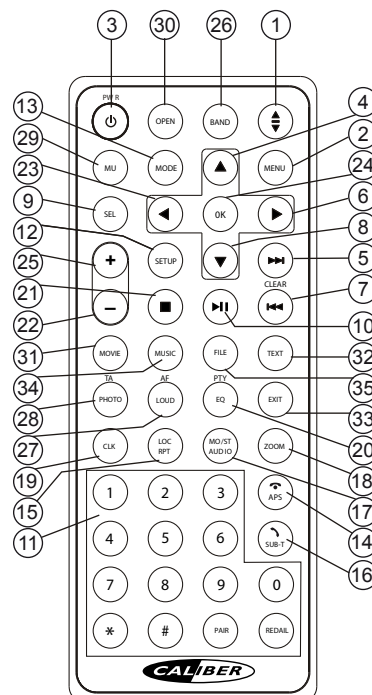 3 30 26 1
PWR
13 OPEN BAND 4
29 MU MODE MENU 2
23 24
9 SEL OK 6
12 SETUP 8
25 + 5
21 CLEAR 7
22 − 10
31 MOVIE MUSIC FILE TEXT 32
34 TA AF PTY 35
28 PHOTO LOUD EQ EXIT 33
27 20
19 CLK LOC RPT MO/ST AUDIO ZOOM 18
15 17
11 1 2 3 APS 14
4 5 6 SUB-T 16
7 8 9 0
* # PAIR REDAIL
CALIBER